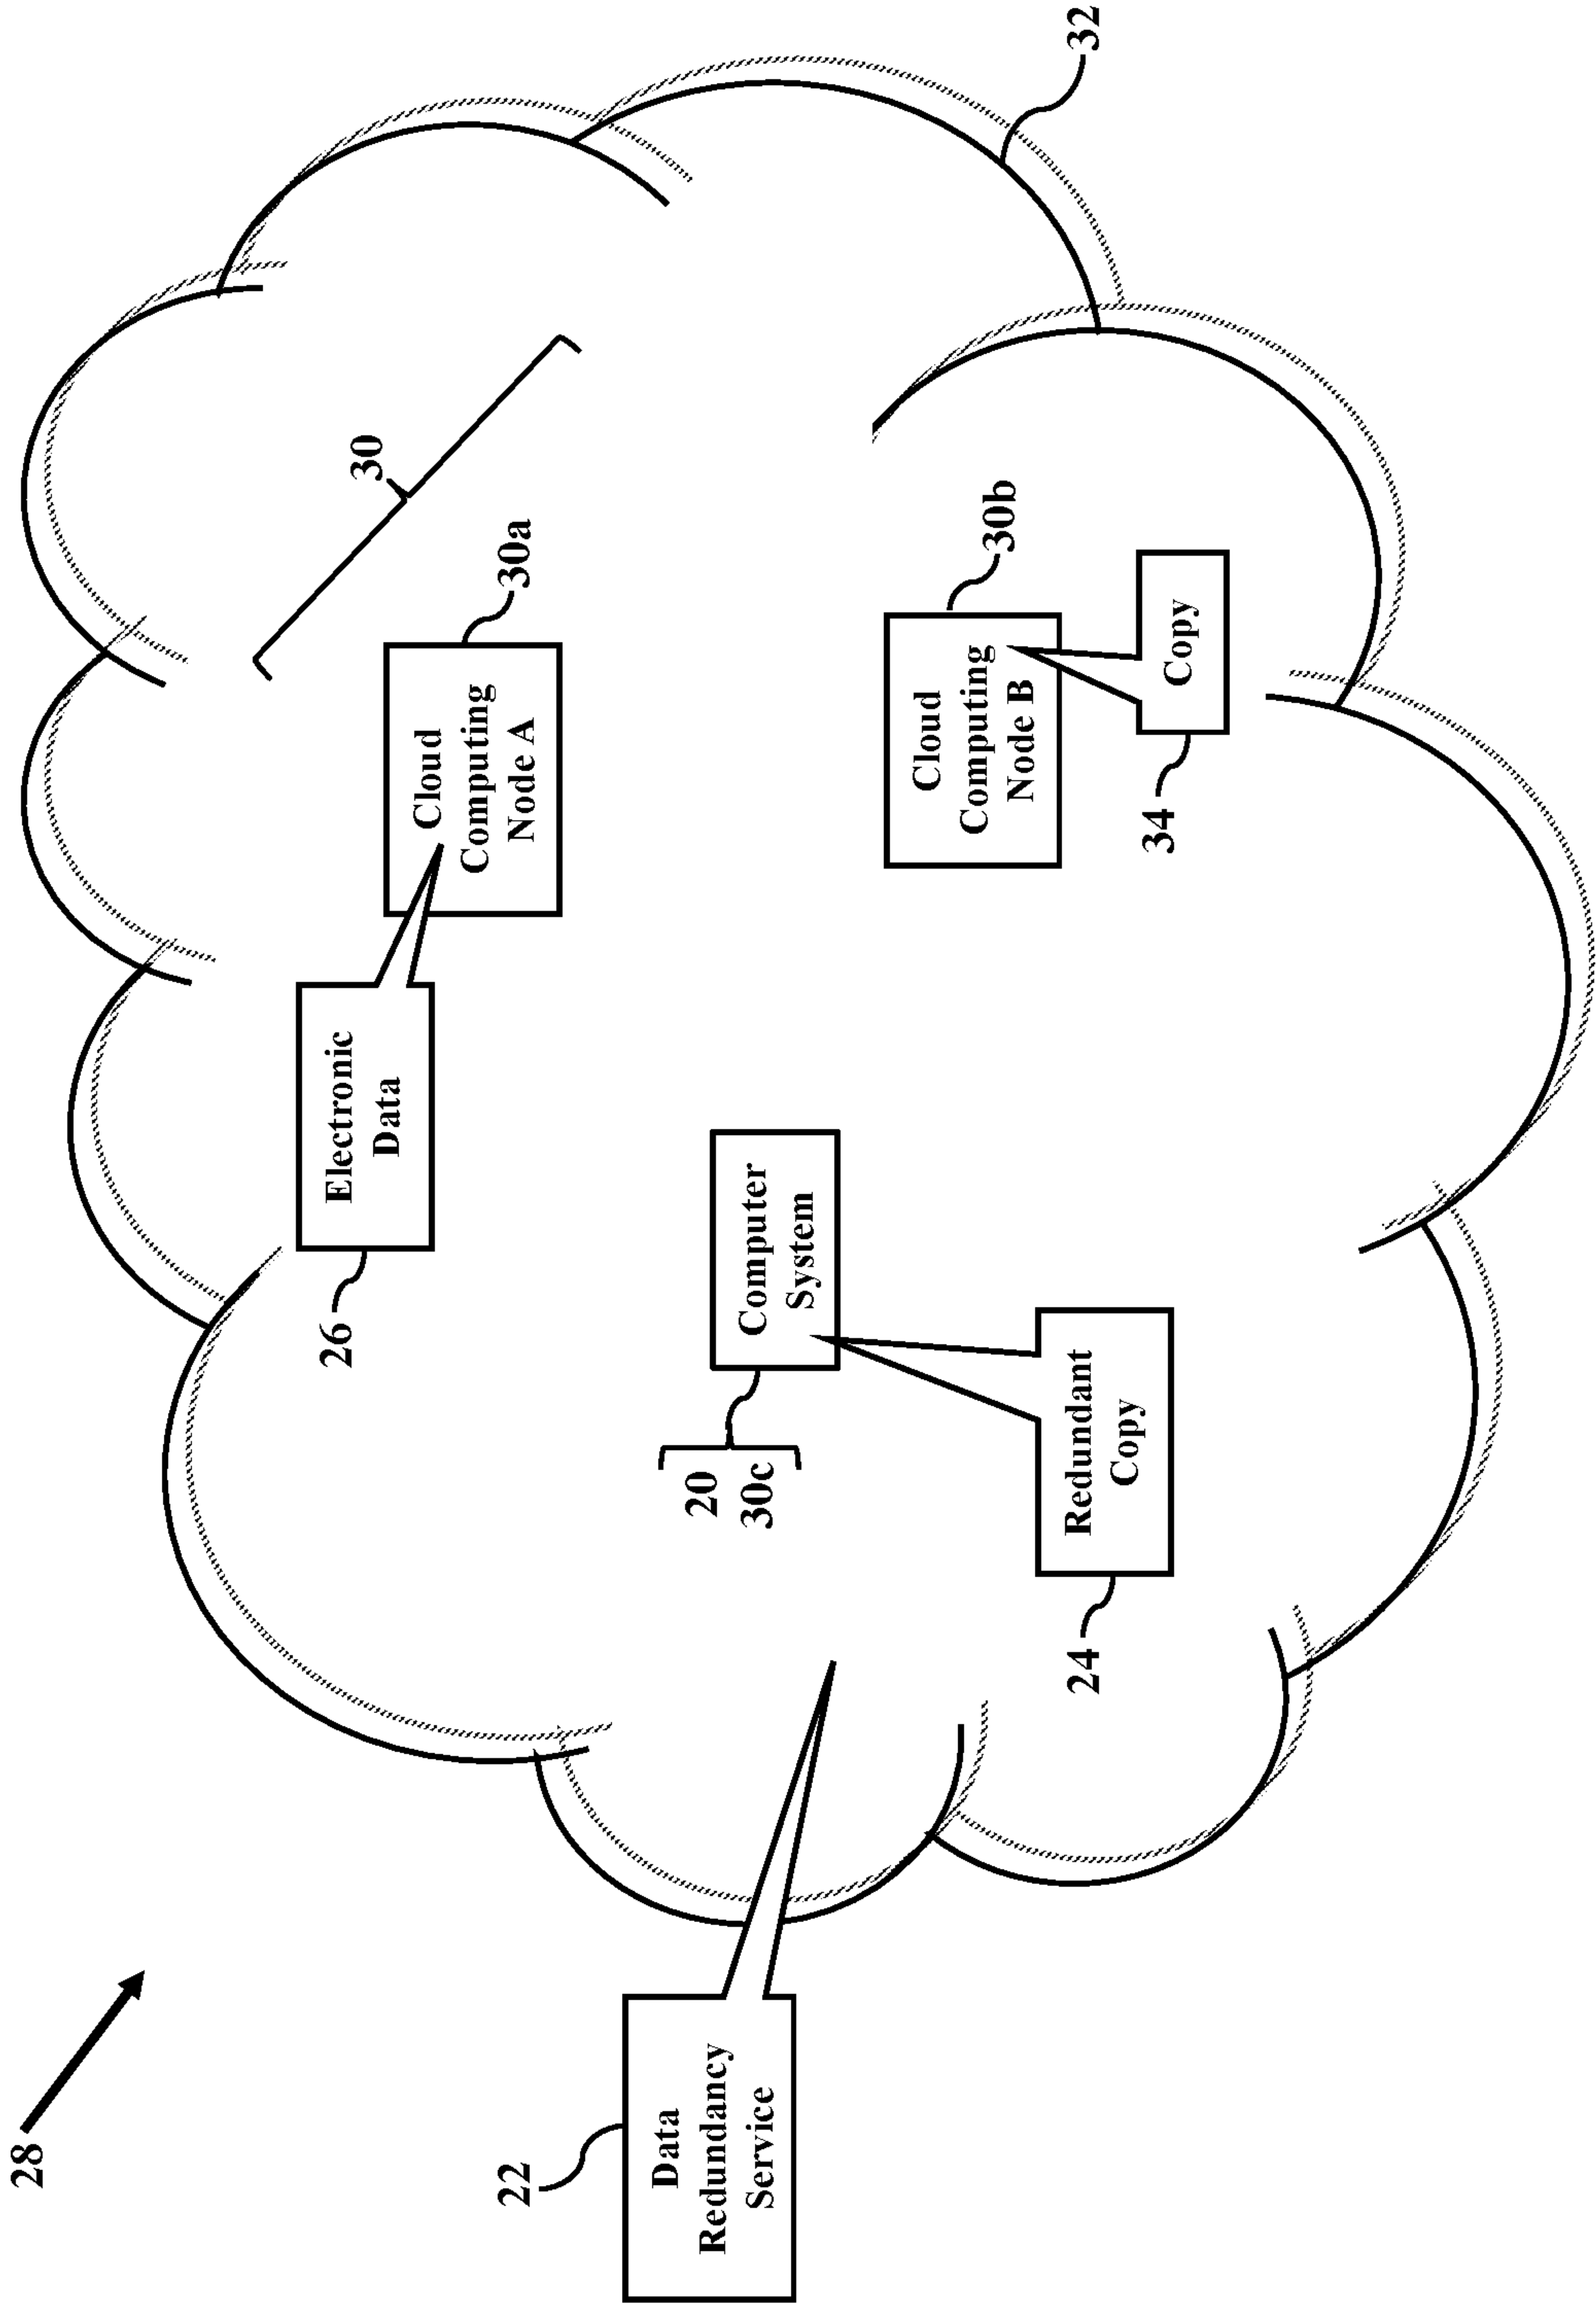 28
22
Data
Redundancy
Service
26
Electronic
Data
30
30a
Cloud
Computing
Node A
20
30c
Computer
System
24
Redundant
Copy
30b
Cloud
Computing
Node B
34
Copy
32